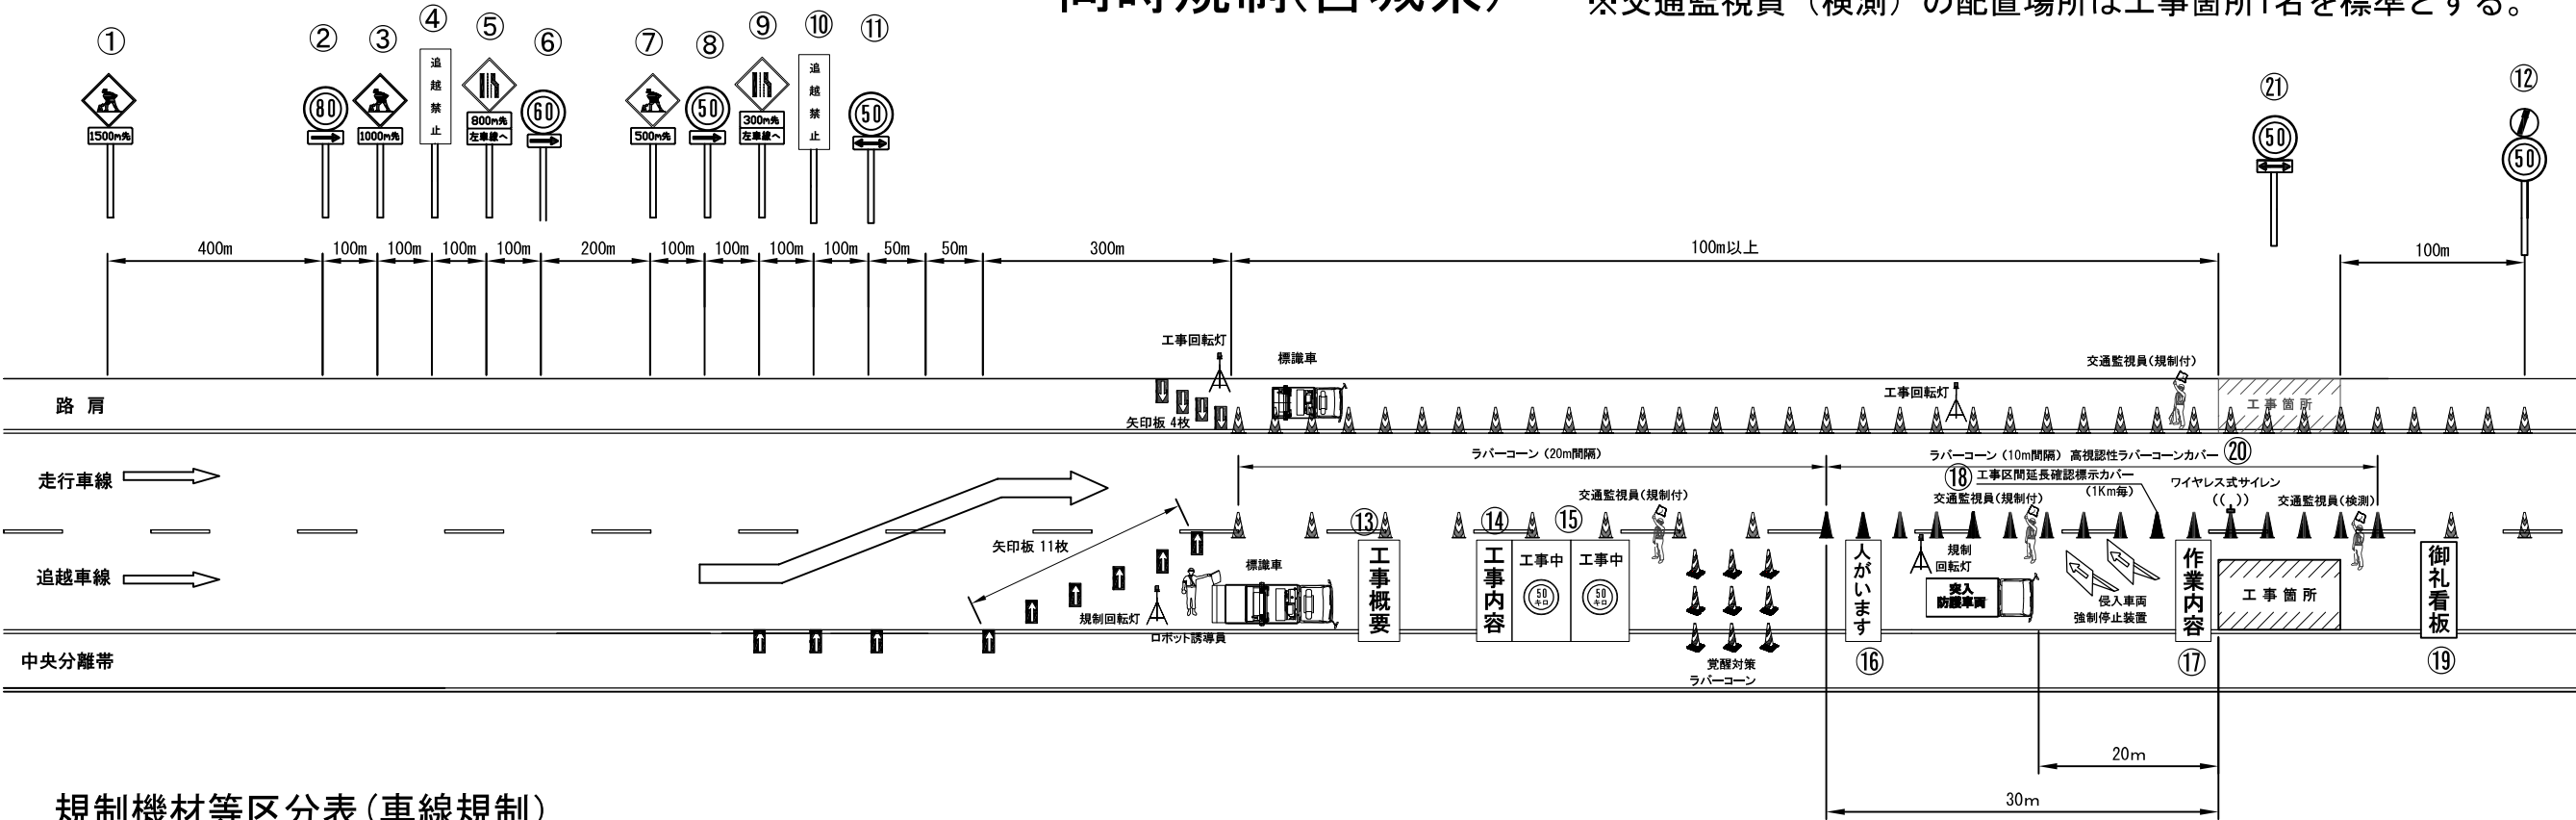 ※交通監視員（検測）の配置場所は工事箇所1名を標準とする。
① ② ③ ④ ⑤ ⑥ ⑦ ⑧ ⑨ ⑩ ⑪ ㉑ ⑫
1500m先
80
1000m先
追越禁止
800m先
左車線へ
60
500m先
50
300m先
左車線へ
追越禁止
50
50
50
400m 100m 100m 100m 100m 200m 100m 100m 100m 100m 50m 50m 300m 100m以上 100m
工事回転灯
標識車
交通監視員(規制付)
工事回転灯
路肩
矢印板 4枚
工事箇所
ラバーコーン（20m間隔）
ラバーコーン（10m間隔） 高視認性ラバーコーンカバー ⑳
走行車線
⑱ 工事区間延長確認標示カバー
(1Km毎)
ワイヤレス式サイレン
((　))
交通監視員(規制付)
交通監視員(規制付)
交通監視員(検測)
⑬ ⑭ ⑮
矢印板 11枚
追越車線
標識車
規制回転灯
ロボット誘導員
工事概要
工事内容
工事中
50
キロ
工事中
50
キロ
人がいます
規制
回転灯
突入
防護車両
侵入車両
強制停止装置
作業内容
工事箇所
御礼看板
中央分離帯
覚醒対策
ラバーコーン
⑯ ⑰ ⑲
20m
30m
規制機材等区分表(車線規制)